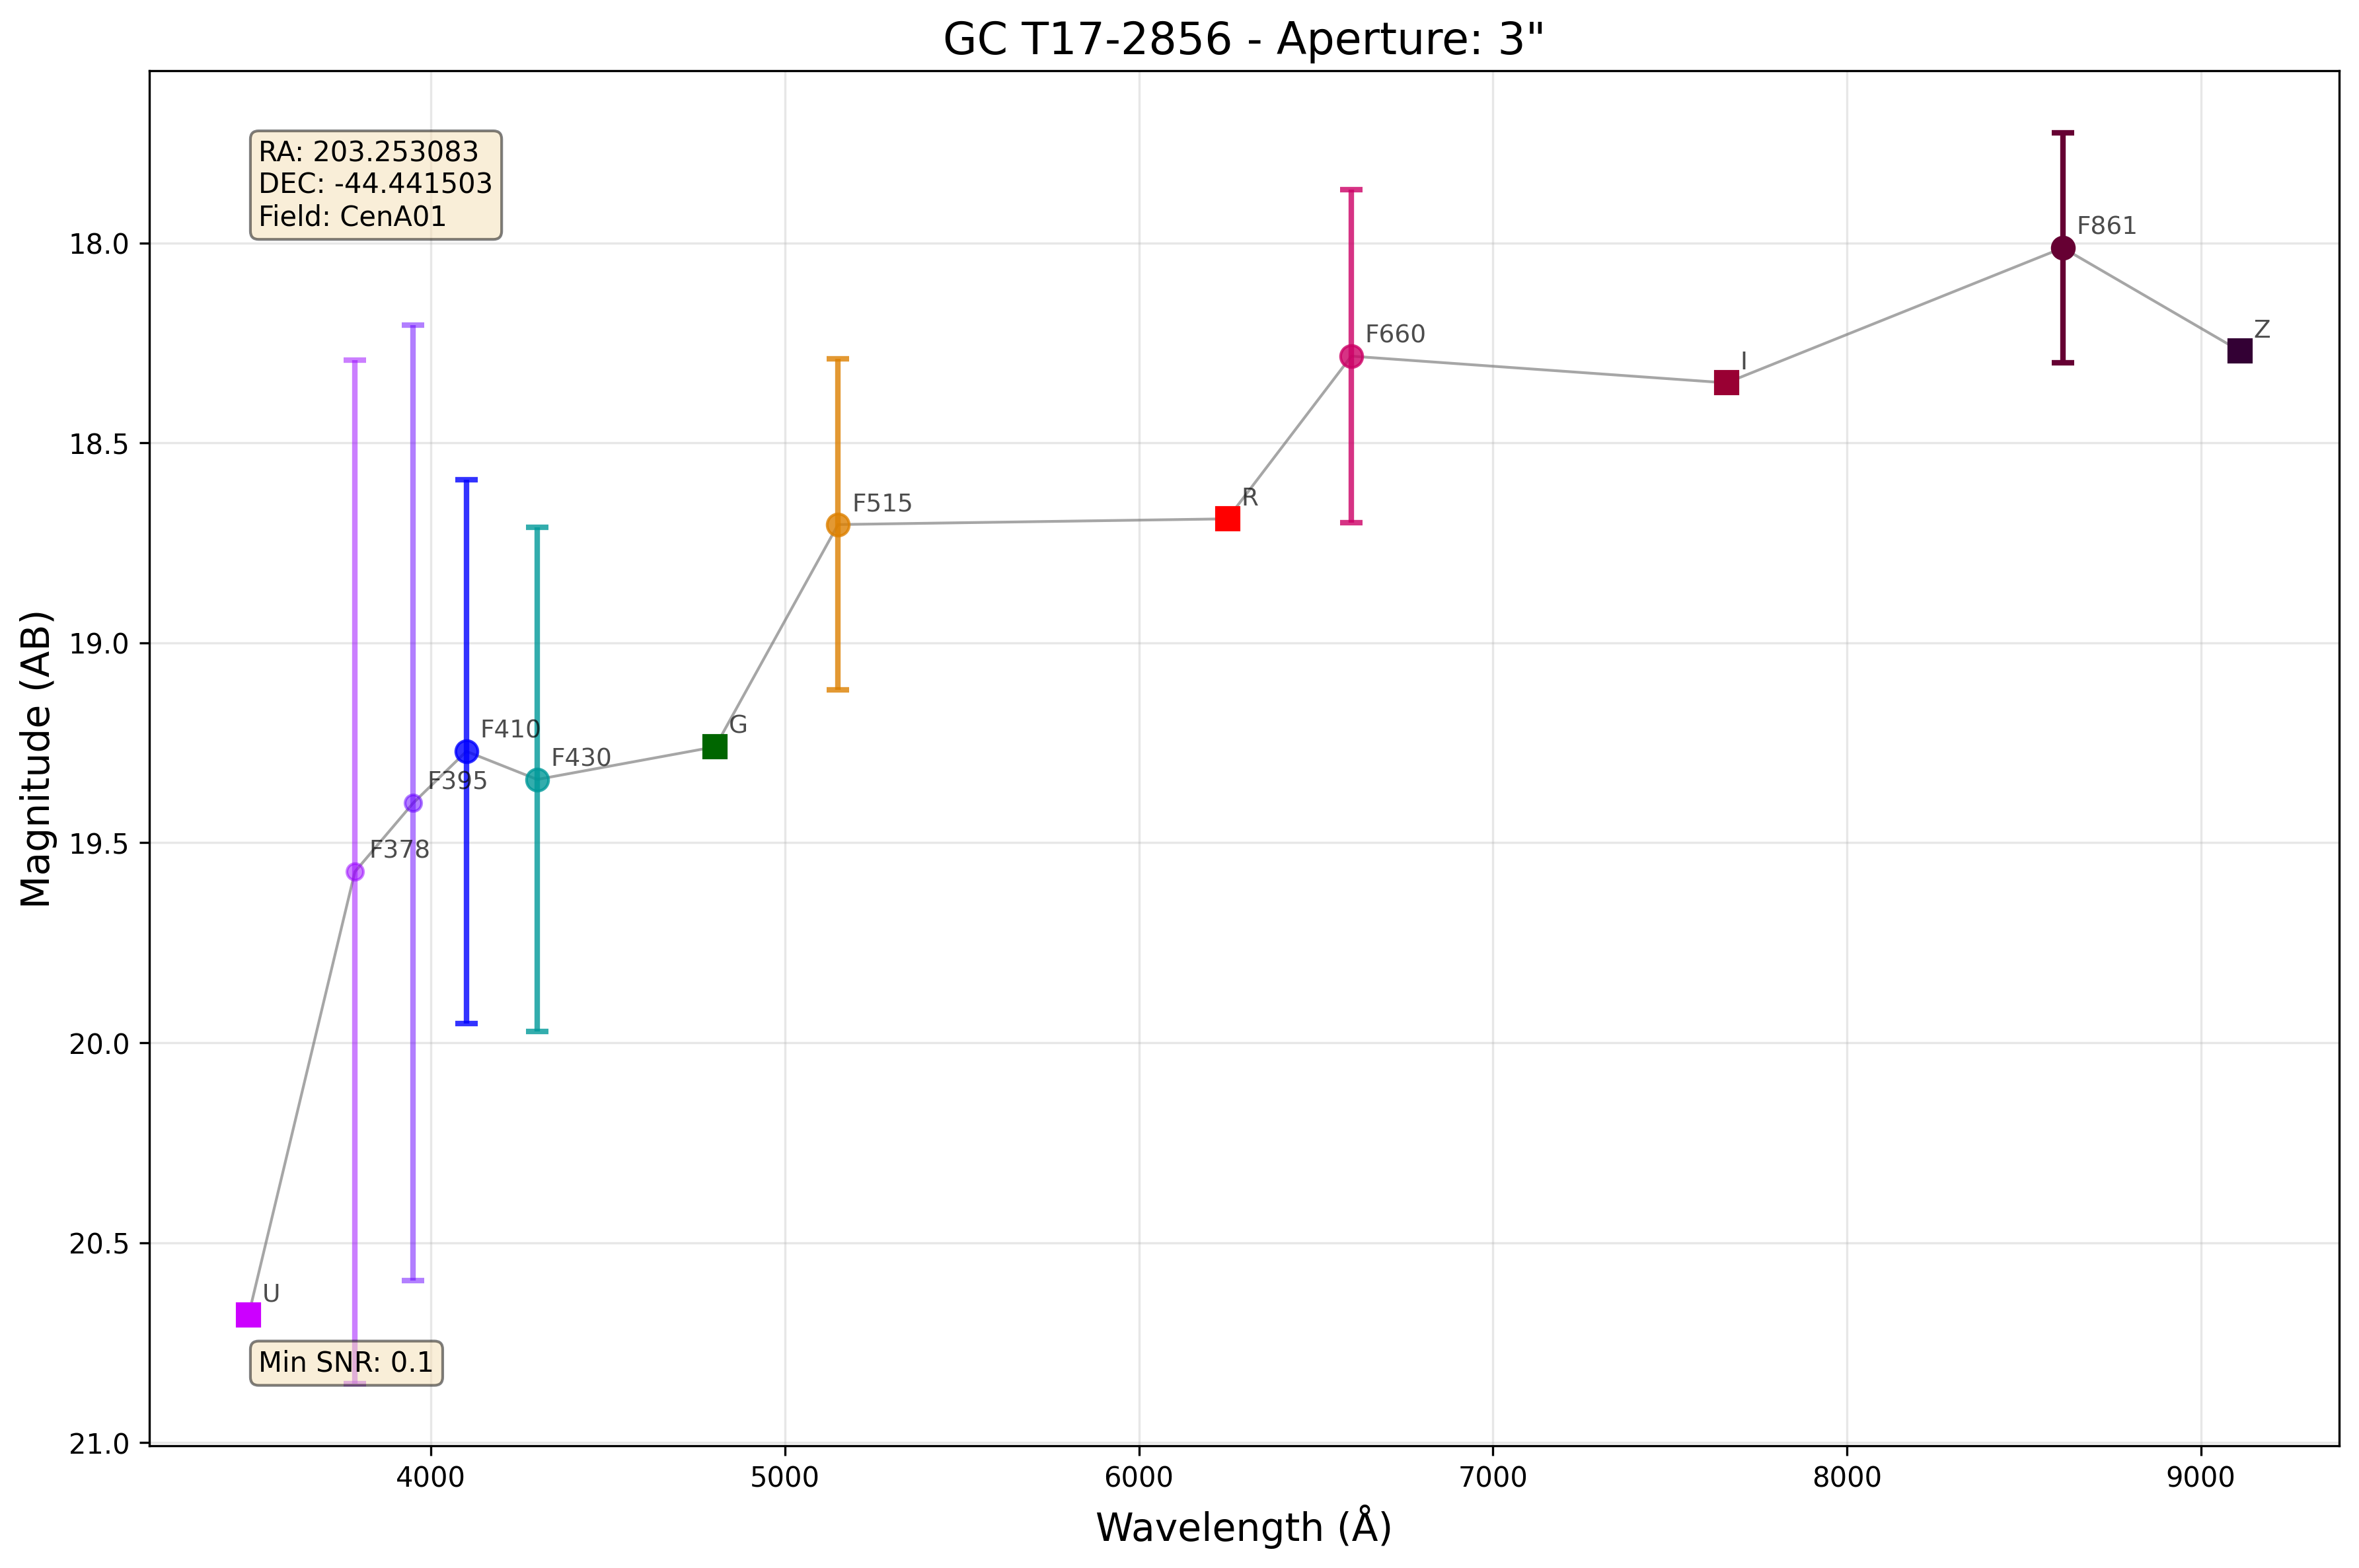 GC T17-2856 - Aperture: 3"
RA: 203.253083
DEC: -44.441503
Field: CenA01
F861
Z
F660
I
F515
R
F410
G
F430
F395
F378
U
Min SNR: 0.1
Magnitude (AB)
18.0
18.5
19.0
19.5
20.0
20.5
21.0
4000
5000
6000
7000
8000
9000
Wavelength (Å)